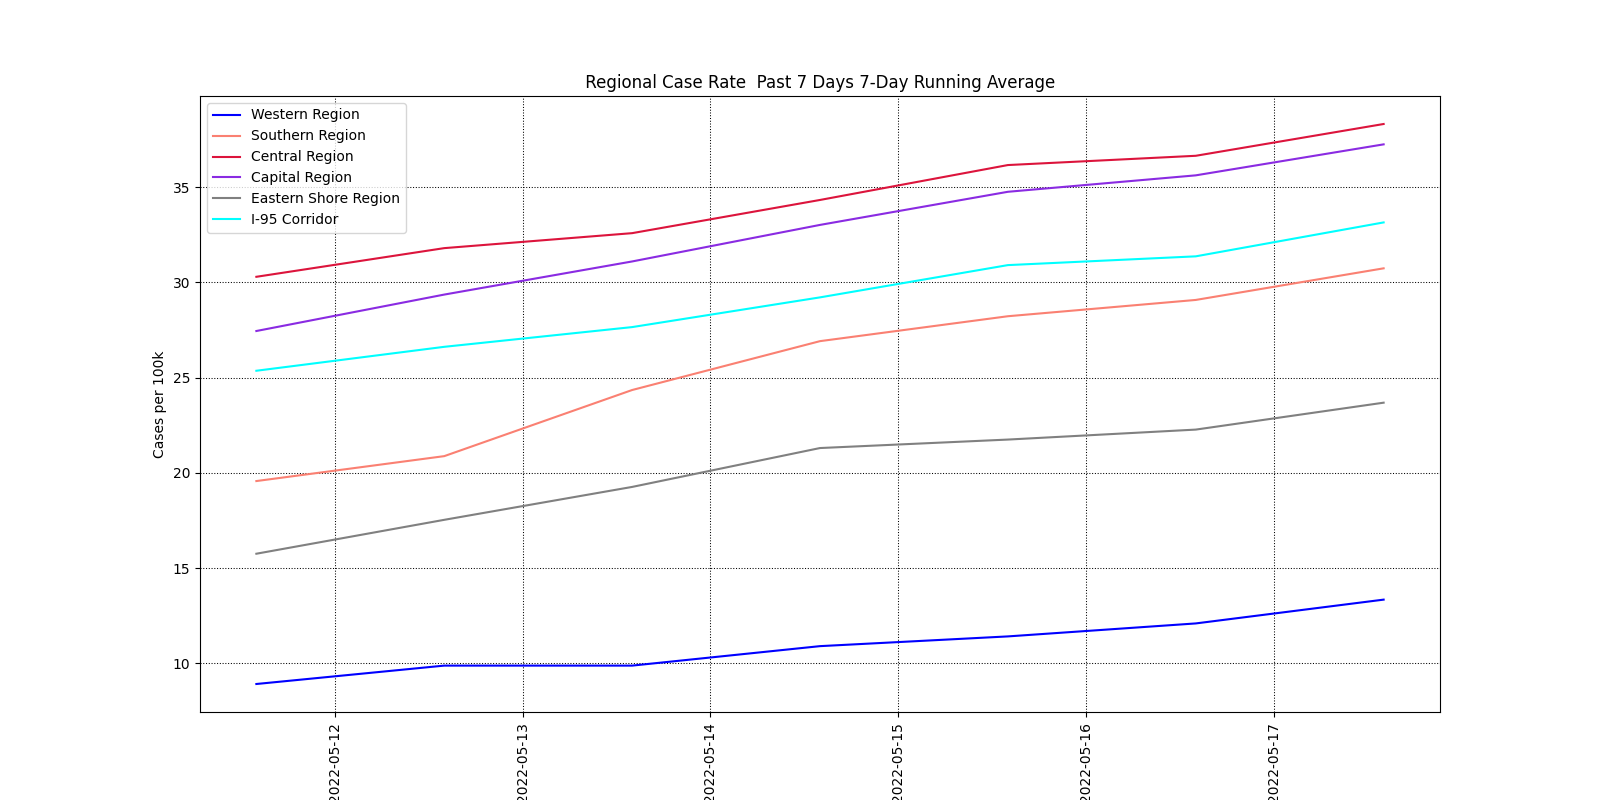 Regional Case Rate  Past 7 Days 7-Day Running Average
Western Region
Southern Region
Central Region
Capital Region
Eastern Shore Region
I-95 Corridor
Cases per 100k
35
30
25
20
15
10
2022-05-12
2022-05-13
2022-05-14
2022-05-15
2022-05-16
2022-05-17